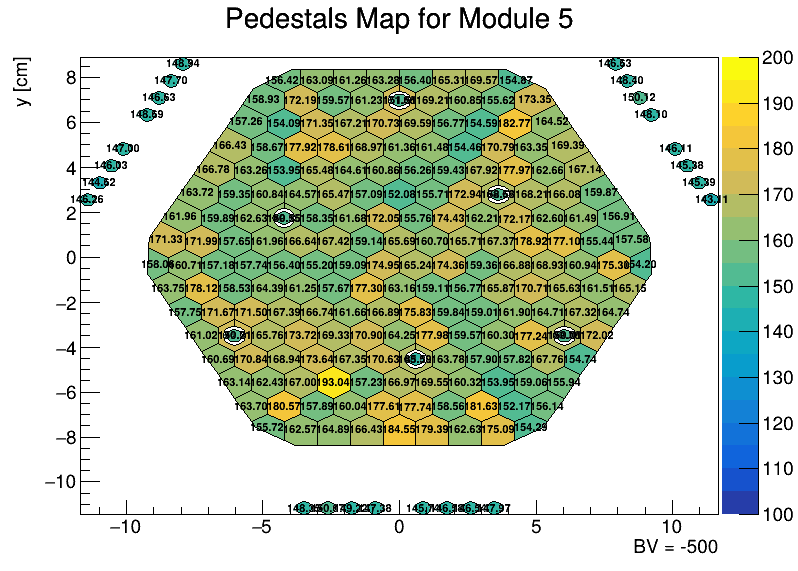 Pedestals Map for Module 5
y [cm]
200
190
180
170
160
150
140
130
120
110
100
8
6
4
2
0
−2
−4
−6
−8
−10
148.94
147.70
146.63
148.69
147.00
146.03
144.62
146.26
146.63
148.40
150.12
148.10
146.11
145.38
145.39
143.11
156.42 163.09 161.26 163.28 156.40 165.31 169.57 154.87
158.93 172.19 159.57 161.23 169.21 160.85 155.62 173.35
157.26 154.09 171.35 167.21 170.73 169.59 156.77 154.59 182.77 164.52
166.43 158.67 177.92 178.61 168.97 161.36 161.48 154.46 170.79 163.35 169.39
166.78 163.26 153.95 165.48 164.61 160.86 156.26 159.43 167.92 177.97 162.66 167.14
163.72 159.35 160.84 164.57 165.47 157.09 152.08 155.71 172.94 168.21 166.08 159.87
161.96 159.89 162.63 158.35 161.68 172.05 155.76 174.43 162.21 172.17 162.60 161.49 156.91
171.33 171.99 157.65 161.96 166.64 167.42 159.14 165.69 160.70 165.71 167.37 178.92 177.10 155.44 157.58
158.06 160.71 157.18 157.74 156.40 155.20 159.09 174.95 165.24 174.36 159.36 166.88 168.93 160.94 175.38 154.20
163.75 178.12 158.53 164.39 161.25 157.67 177.30 163.16 159.11 156.77 165.87 170.71 165.63 161.51 165.15
157.75 171.67 171.50 167.39 166.74 161.68 166.89 175.83 159.84 159.01 161.90 164.71 167.32 164.74
161.02 165.76 173.72 169.33 170.90 164.25 177.98 159.57 160.30 177.24 172.02
160.69 170.84 168.94 173.64 167.35 170.63 163.78 157.90 157.82 167.76 154.74
163.14 162.43 167.00 193.04 157.23 166.97 169.55 160.32 153.95 159.06 155.94
163.70 180.57 157.89 160.04 177.61 177.74 158.56 181.63 152.17 156.14
155.72 162.57 164.89 166.43 184.55 179.39 162.63 175.09 154.29
−10 −5 0 5 10
BV = -500